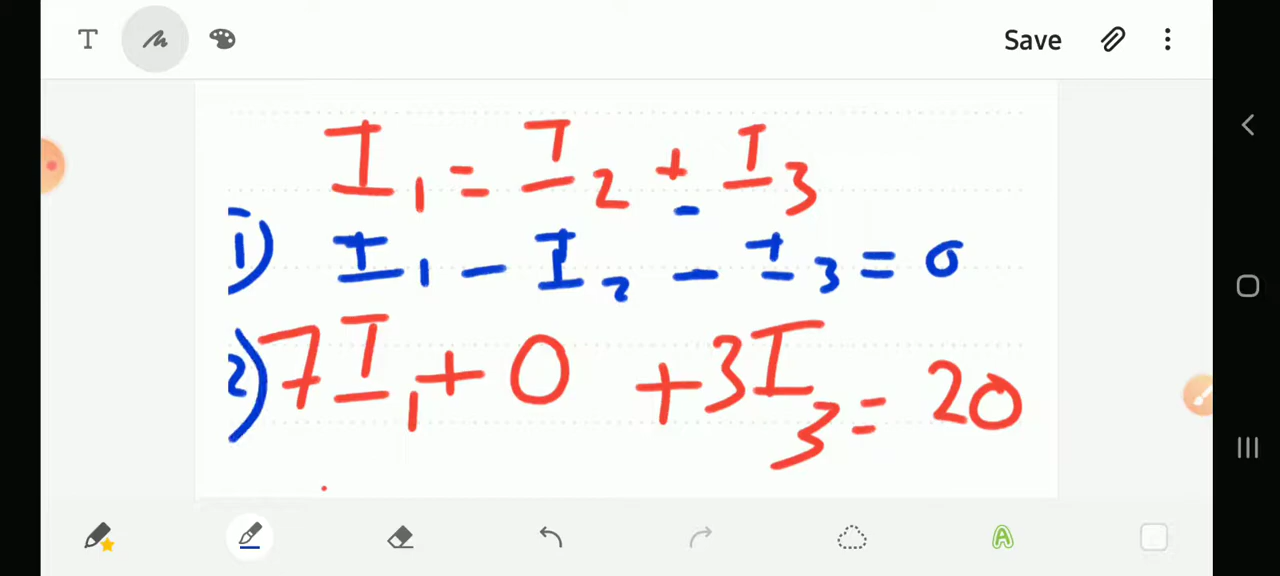 T Save
I₁ = I₂ + I₃
1) I₁ - I₂ - I₃ = 0
2) 7I₁ + 0 + 3I₃ = 20
A